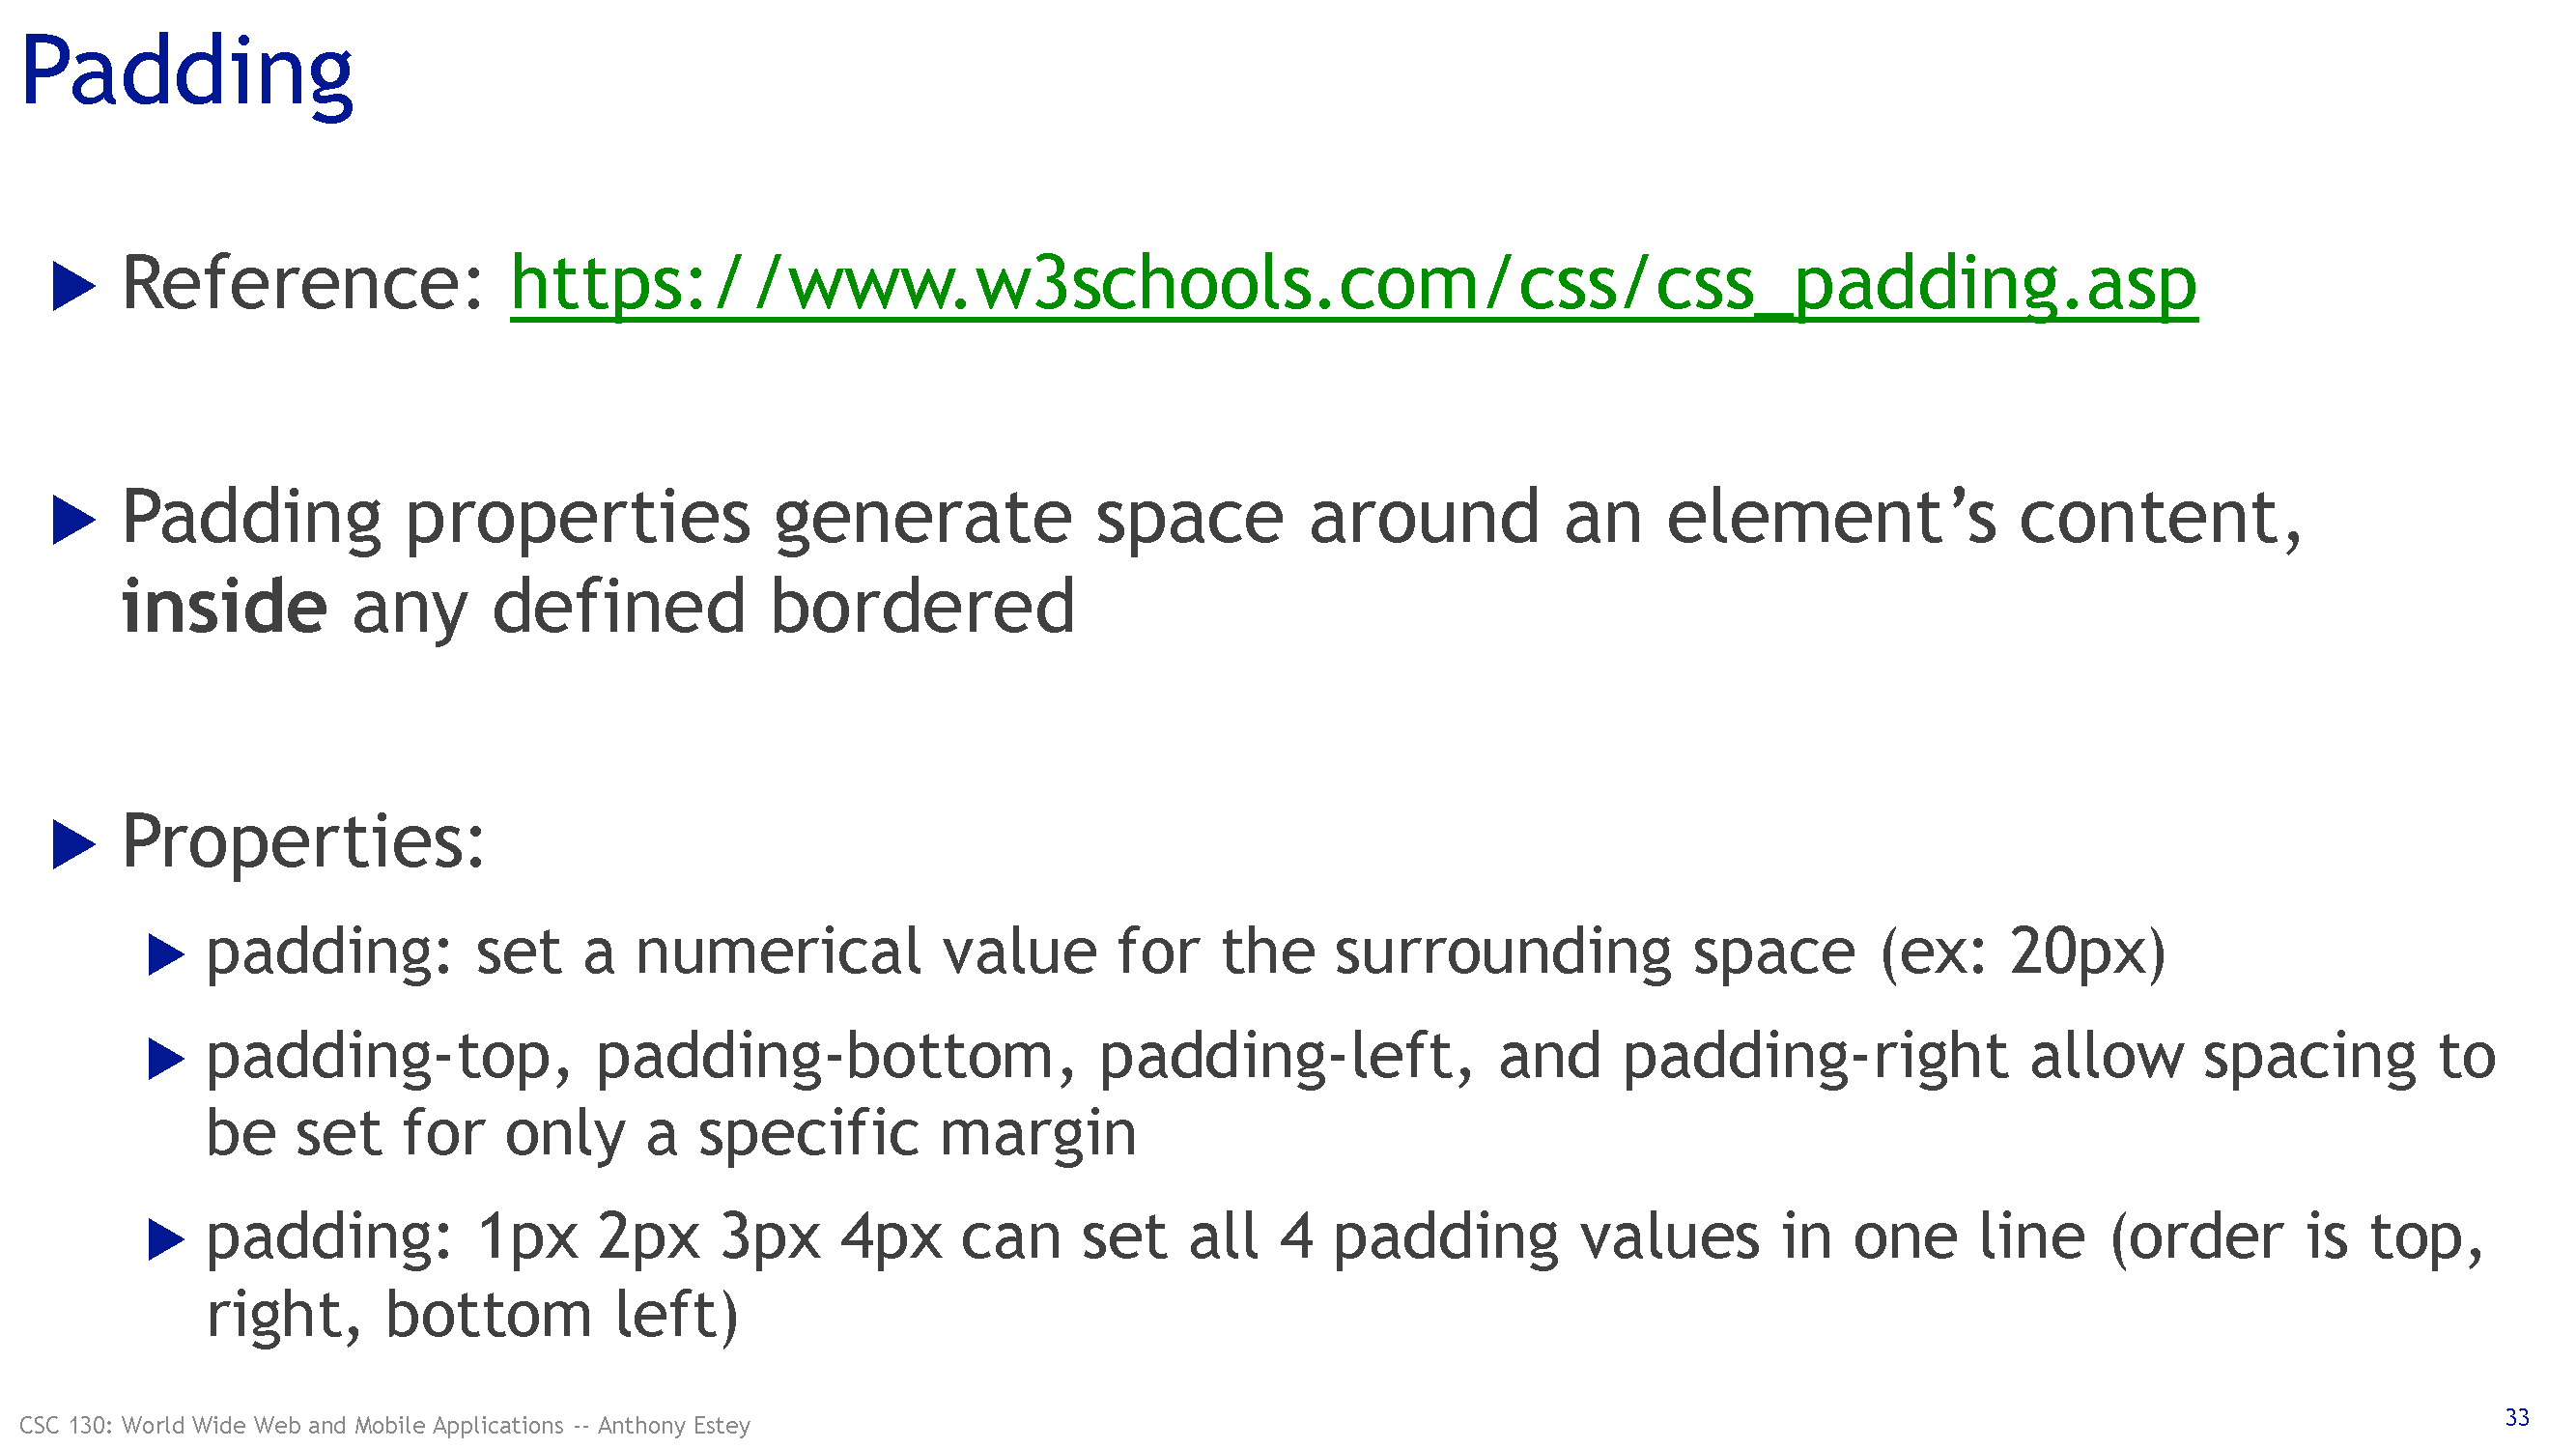 Padding
Reference: https://www.w3schools.com/css/css_padding.asp
Padding properties generate space around an element’s content,
inside any defined bordered
Properties:
padding: set a numerical value for the surrounding space (ex: 20px)
padding-top, padding-bottom, padding-left, and padding-right allow spacing to
be set for only a specific margin
padding: 1px 2px 3px 4px can set all 4 padding values in one line (order is top,
right, bottom left)
CSC 130: World Wide Web and Mobile Applications -- Anthony Estey
33